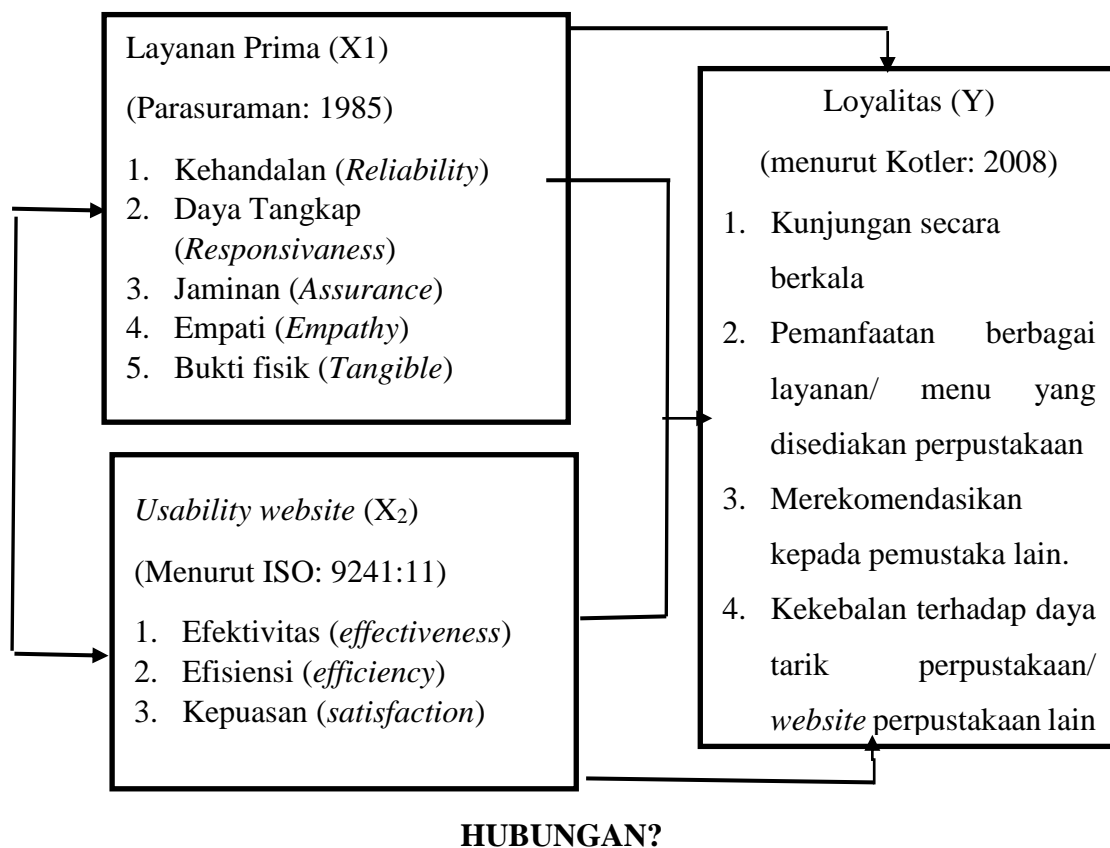 Layanan Prima (X1)
(Parasuraman: 1985)
1. Kehandalan (Reliability)
2. Daya Tangkap
(Responsivaness)
3. Jaminan (Assurance)
4. Empati (Empathy)
5. Bukti fisik (Tangible)
Usability website (X₂)
(Menurut ISO: 9241:11)
1. Efektivitas (effectiveness)
2. Efisiensi (efficiency)
3. Kepuasan (satisfaction)
Loyalitas (Y)
(menurut Kotler: 2008)
1. Kunjungan secara
berkala
2. Pemanfaatan berbagai
layanan/ menu yang
disediakan perpustakaan
3. Merekomendasikan
kepada pemustaka lain.
4. Kekebalan terhadap daya
tarik perpustakaan/
website perpustakaan lain
HUBUNGAN?